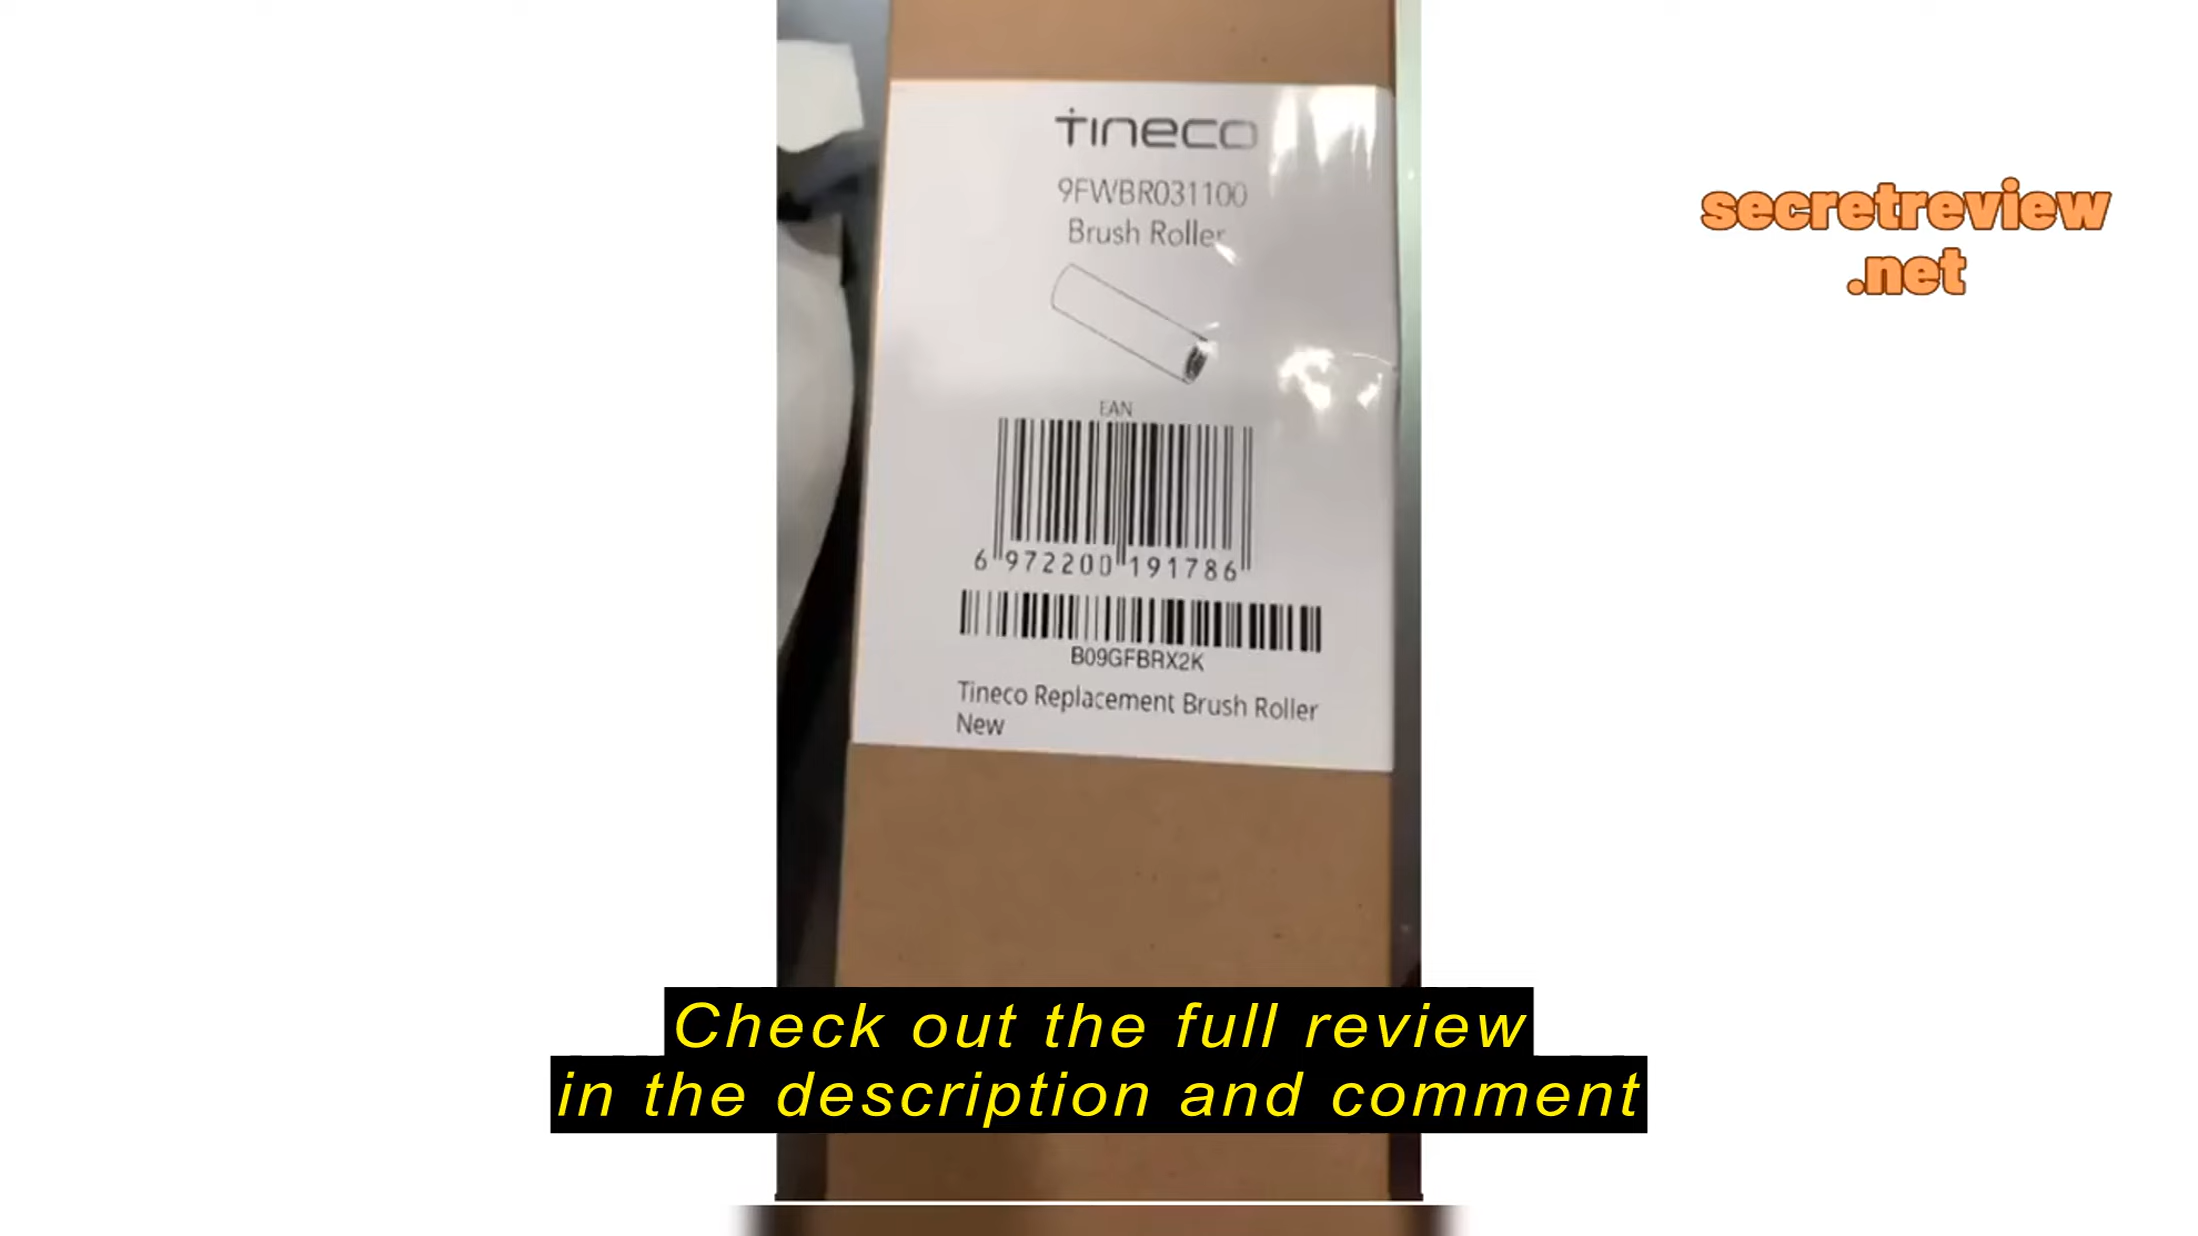 TINECO
9FWBR031100
Brush Roller
EAN
6 972200 191786
B09GFBRX2K
Tineco Replacement Brush Roller
New
secretreview
.net
Check out the full review
in the description and comment